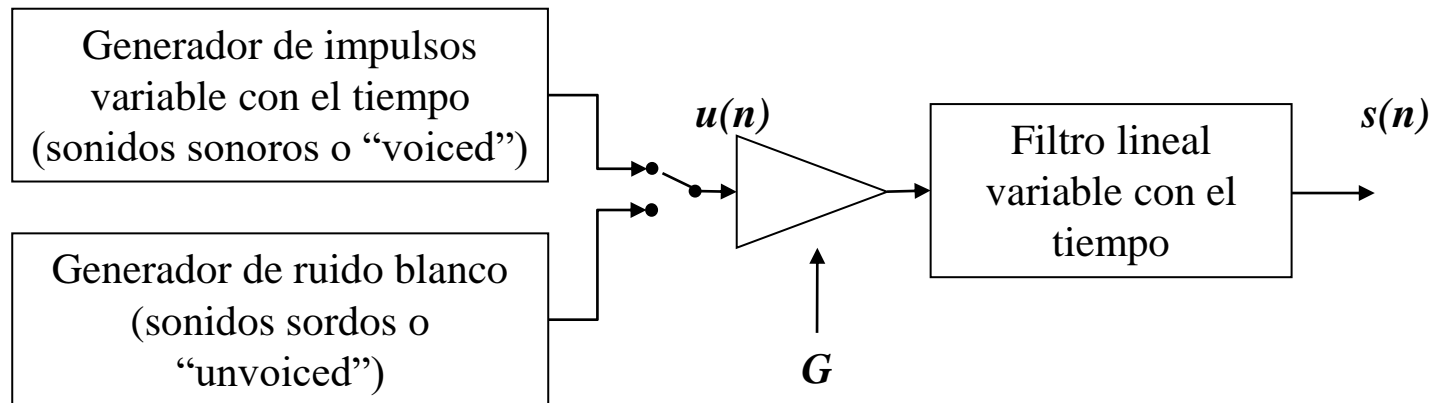 Generador de impulsos
variable con el tiempo
(sonidos sonoros o “voiced”)
Generador de ruido blanco
(sonidos sordos o
“unvoiced”)
u(n)
G
Filtro lineal
variable con el
tiempo
s(n)